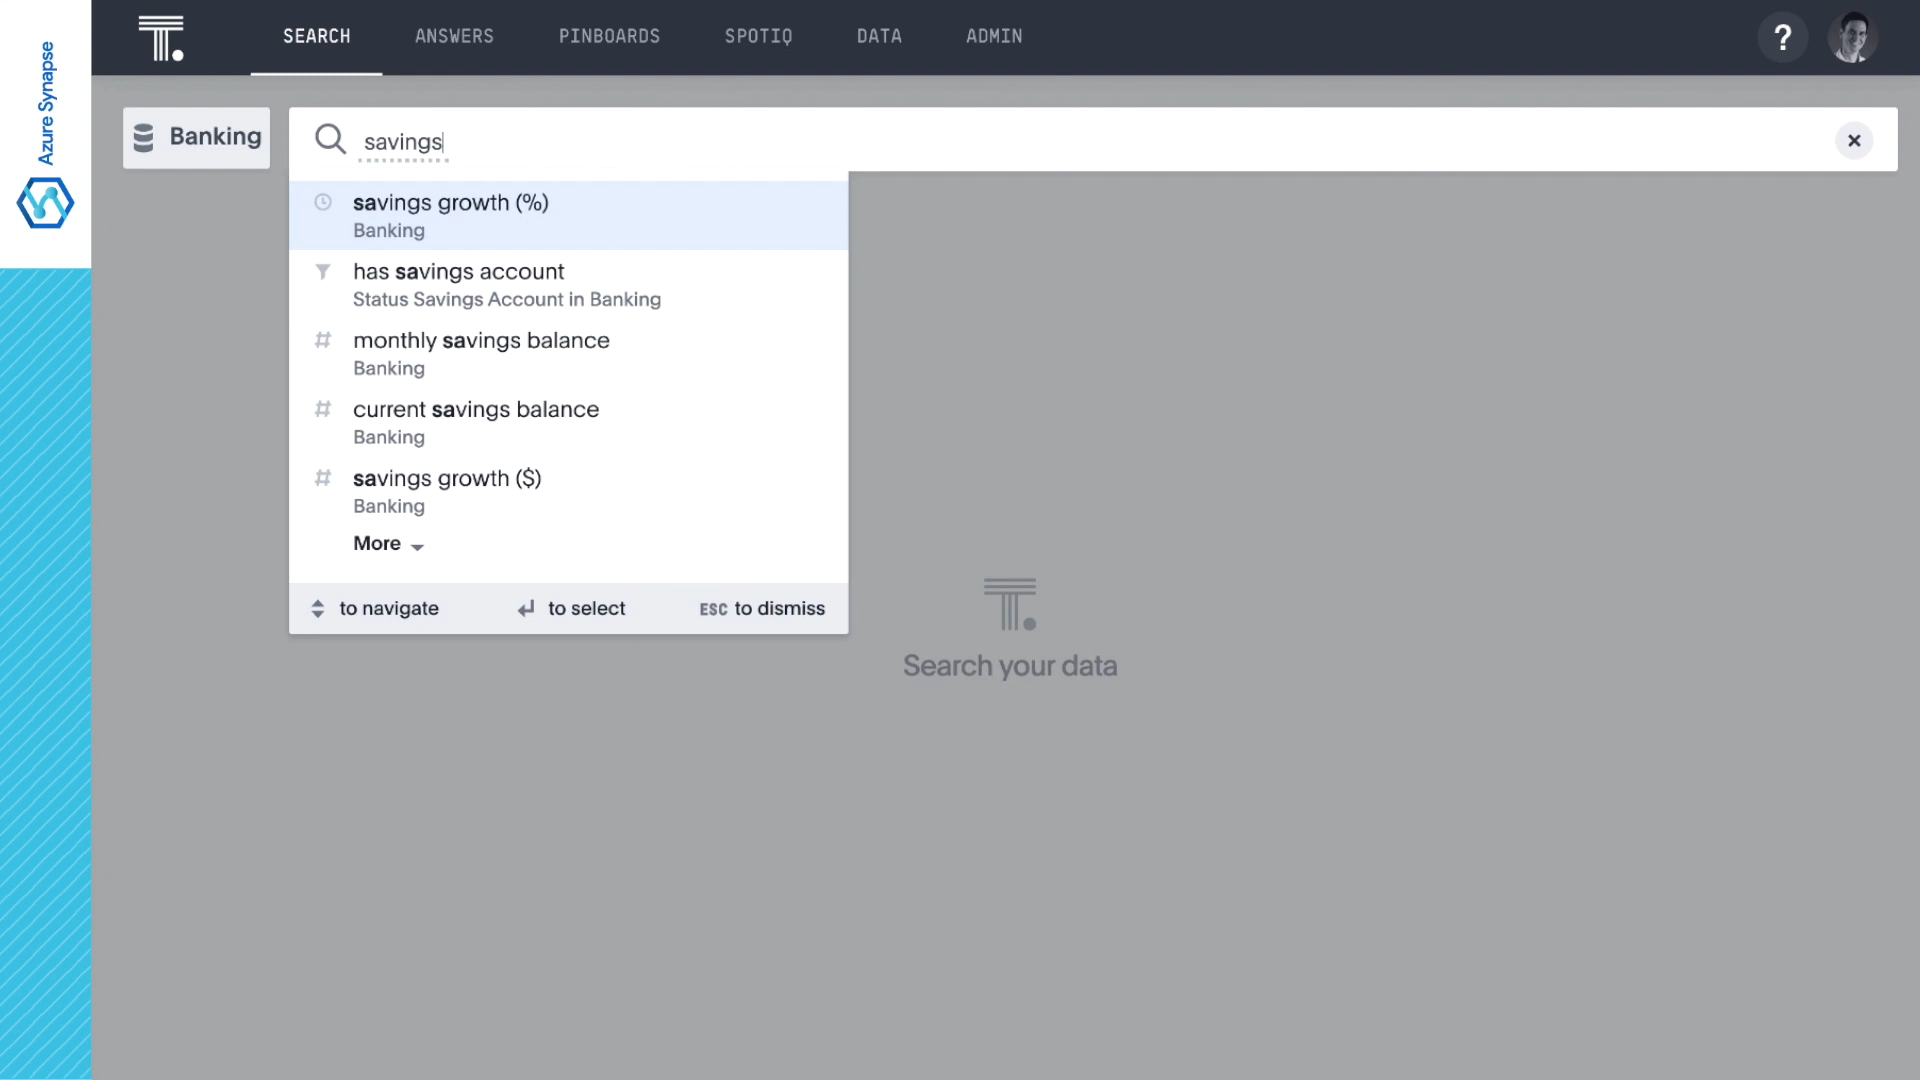 Azure Synapse
SEARCH ANSWERS PINBOARDS SPOTIQ DATA ADMIN ?
Banking
savings
savings growth (%)
Banking
has savings account
Status Savings Account in Banking
monthly savings balance
Banking
current savings balance
Banking
savings growth ($)
Banking
More
to navigate to select ESC to dismiss
Search your data